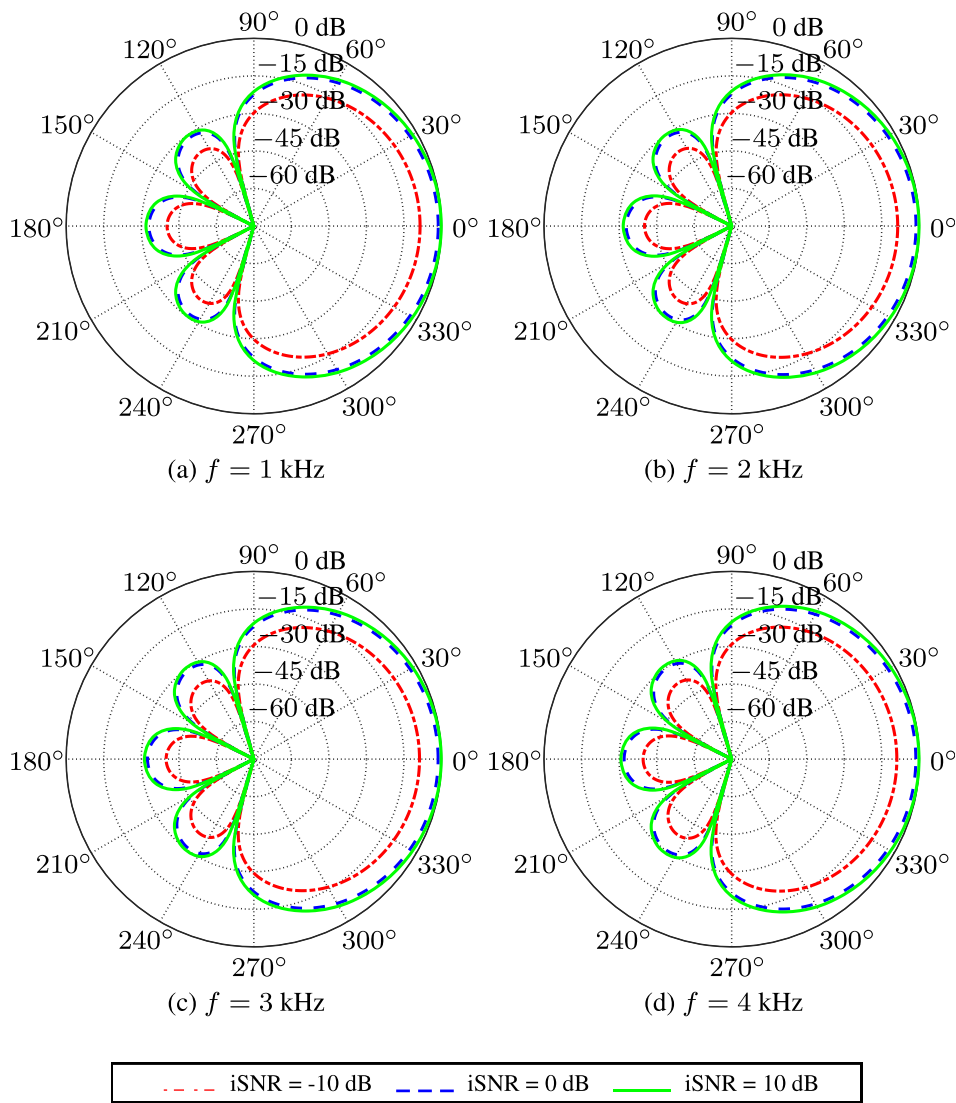 90° 0 dB 90° 0 dB
120° 60° 120° 60°
−15 dB −15 dB
−30 dB −30 dB
150° 30° 150° 30°
−45 dB −45 dB
−60 dB −60 dB
180° 0° 180° 0°
210° 330° 210° 330°
240° 300° 240° 300°
270° 270°
(a) f = 1 kHz (b) f = 2 kHz
90° 0 dB 90° 0 dB
120° 60° 120° 60°
−15 dB −15 dB
−30 dB −30 dB
150° 30° 150° 30°
−45 dB −45 dB
−60 dB −60 dB
180° 0° 180° 0°
210° 330° 210° 330°
240° 300° 240° 300°
270° 270°
(c) f = 3 kHz (d) f = 4 kHz
iSNR = -10 dB iSNR = 0 dB iSNR = 10 dB